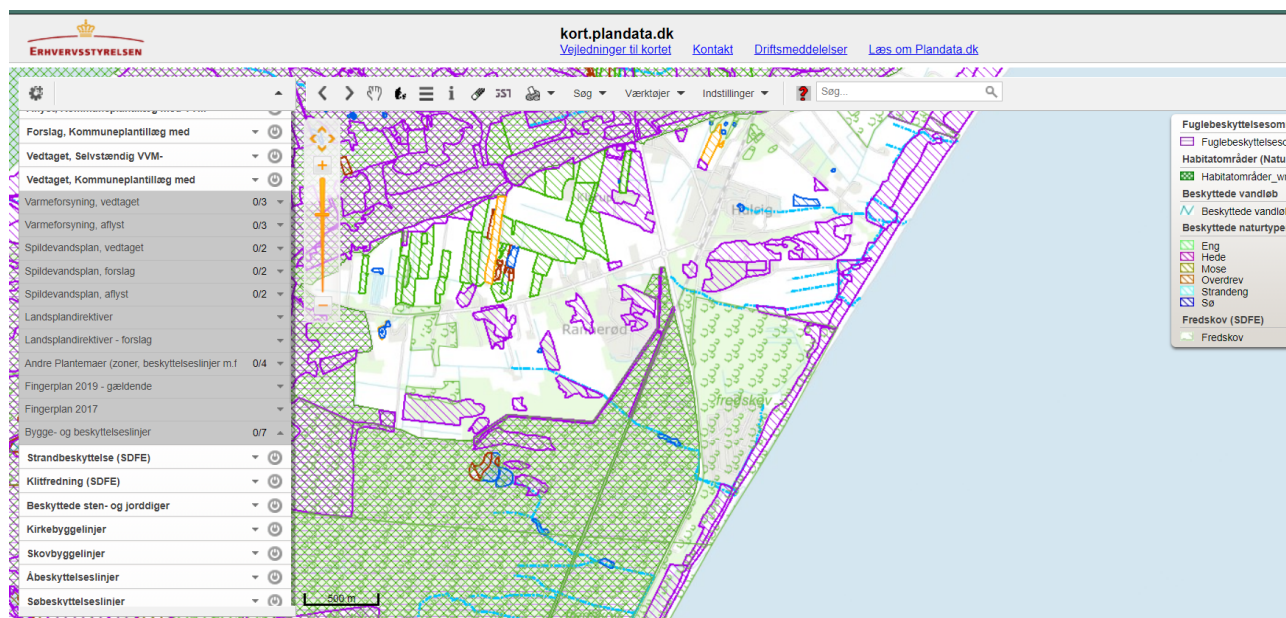 ERHVERVSSTYRELSEN
kort.plandata.dk
Vejledninger til kortet Kontakt Driftsmeddelelser Læs om Plandata.dk
Søg Værktøjer Indstillinger ? Søg...
Forslag, Kommuneplantillæg med
Vedtaget, Selvstændig VVM-
Vedtaget, Kommuneplantillæg med
Varmeforsyning, vedtaget 0/3
Varmeforsyning, aflyst 0/3
Spildevandsplan, vedtaget 0/2
Spildevandsplan, forslag 0/2
Spildevandsplan, aflyst 0/2
Landsplandirektiver
Landsplandirektiver - forslag
Andre Plantemaer (zoner, beskyttelseslinjer m.f 0/4
Fingerplan 2019 - gældende
Fingerplan 2017
Bygge- og beskyttelseslinjer 0/7
Strandbeskyttelse (SDFE)
Klitfredning (SDFE)
Beskyttede sten- og jorddiger
Kirkebyggelinjer
Skovbyggelinjer
Åbeskyttelseslinjer
Søbeskyttelseslinjer
Hulsig
Rannerød
fredskov
500 m
Fuglebeskyttelsesom
Fuglebeskyttelseso
Habitatområder (Natu
Habitatområder_w
Beskyttede vandløb
Beskyttede vandløb
Beskyttede naturtype
Eng
Hede
Mose
Overdrev
Strandeng
Sø
Fredskov (SDFE)
Fredskov